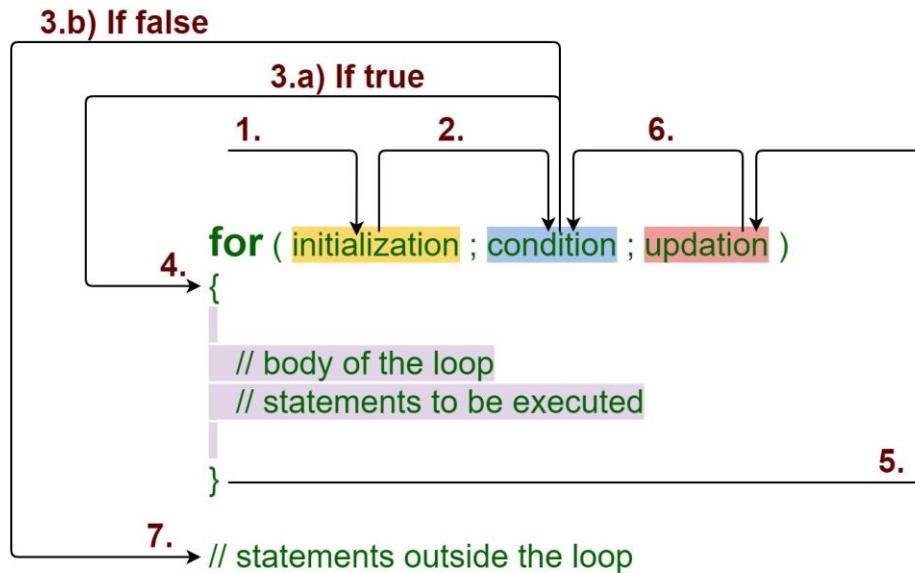 3.b) If false
3.a) If true
1. 2. 6.
for ( initialization ; condition ; updation )
4. {
// body of the loop
// statements to be executed
} 5.
7. // statements outside the loop